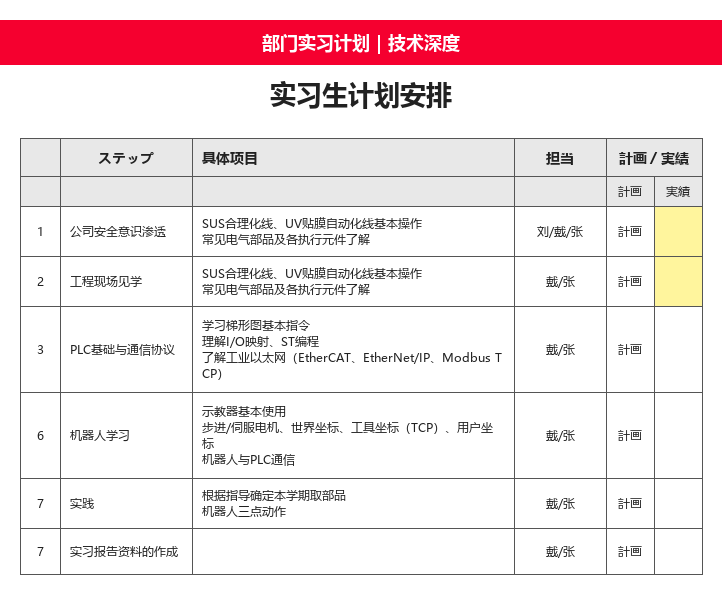 部门实习计划 | 技术深度
实习生计划安排
ステップ 具体项目 担当 計画 / 実績
計画 実績
1 公司安全意识渗透 SUS合理化线、UV贴膜自动化线基本操作 刘/戴/张 計画
常见电气部品及各执行元件了解
2 工程现场见学 SUS合理化线、UV贴膜自动化线基本操作 戴/张 計画
常见电气部品及各执行元件了解
学习梯形图基本指令
理解I/O映射、ST编程
3 PLC基础与通信协议 了解工业以太网（EtherCAT、EtherNet/IP、Modbus T 戴/张 計画
CP）
示教器基本使用
步进/伺服电机、世界坐标、工具坐标（TCP）、用户坐
6 机器人学习 标 戴/张 計画
机器人与PLC通信
7 实践 根据指导确定本学期取部品 戴/张 計画
机器人三点动作
7 实习报告资料的作成 戴/张 計画